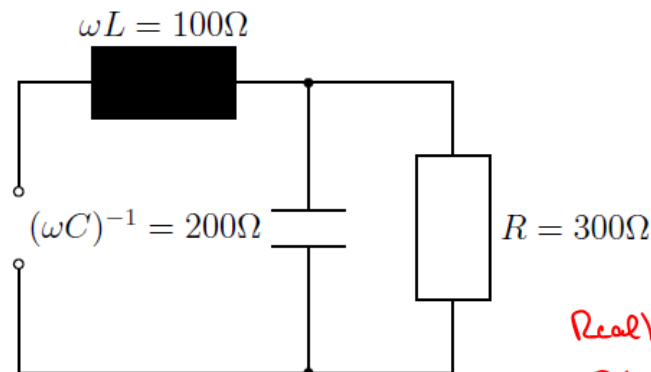 ωL = 100Ω
(ωC)⁻¹ = 200Ω
R = 300Ω